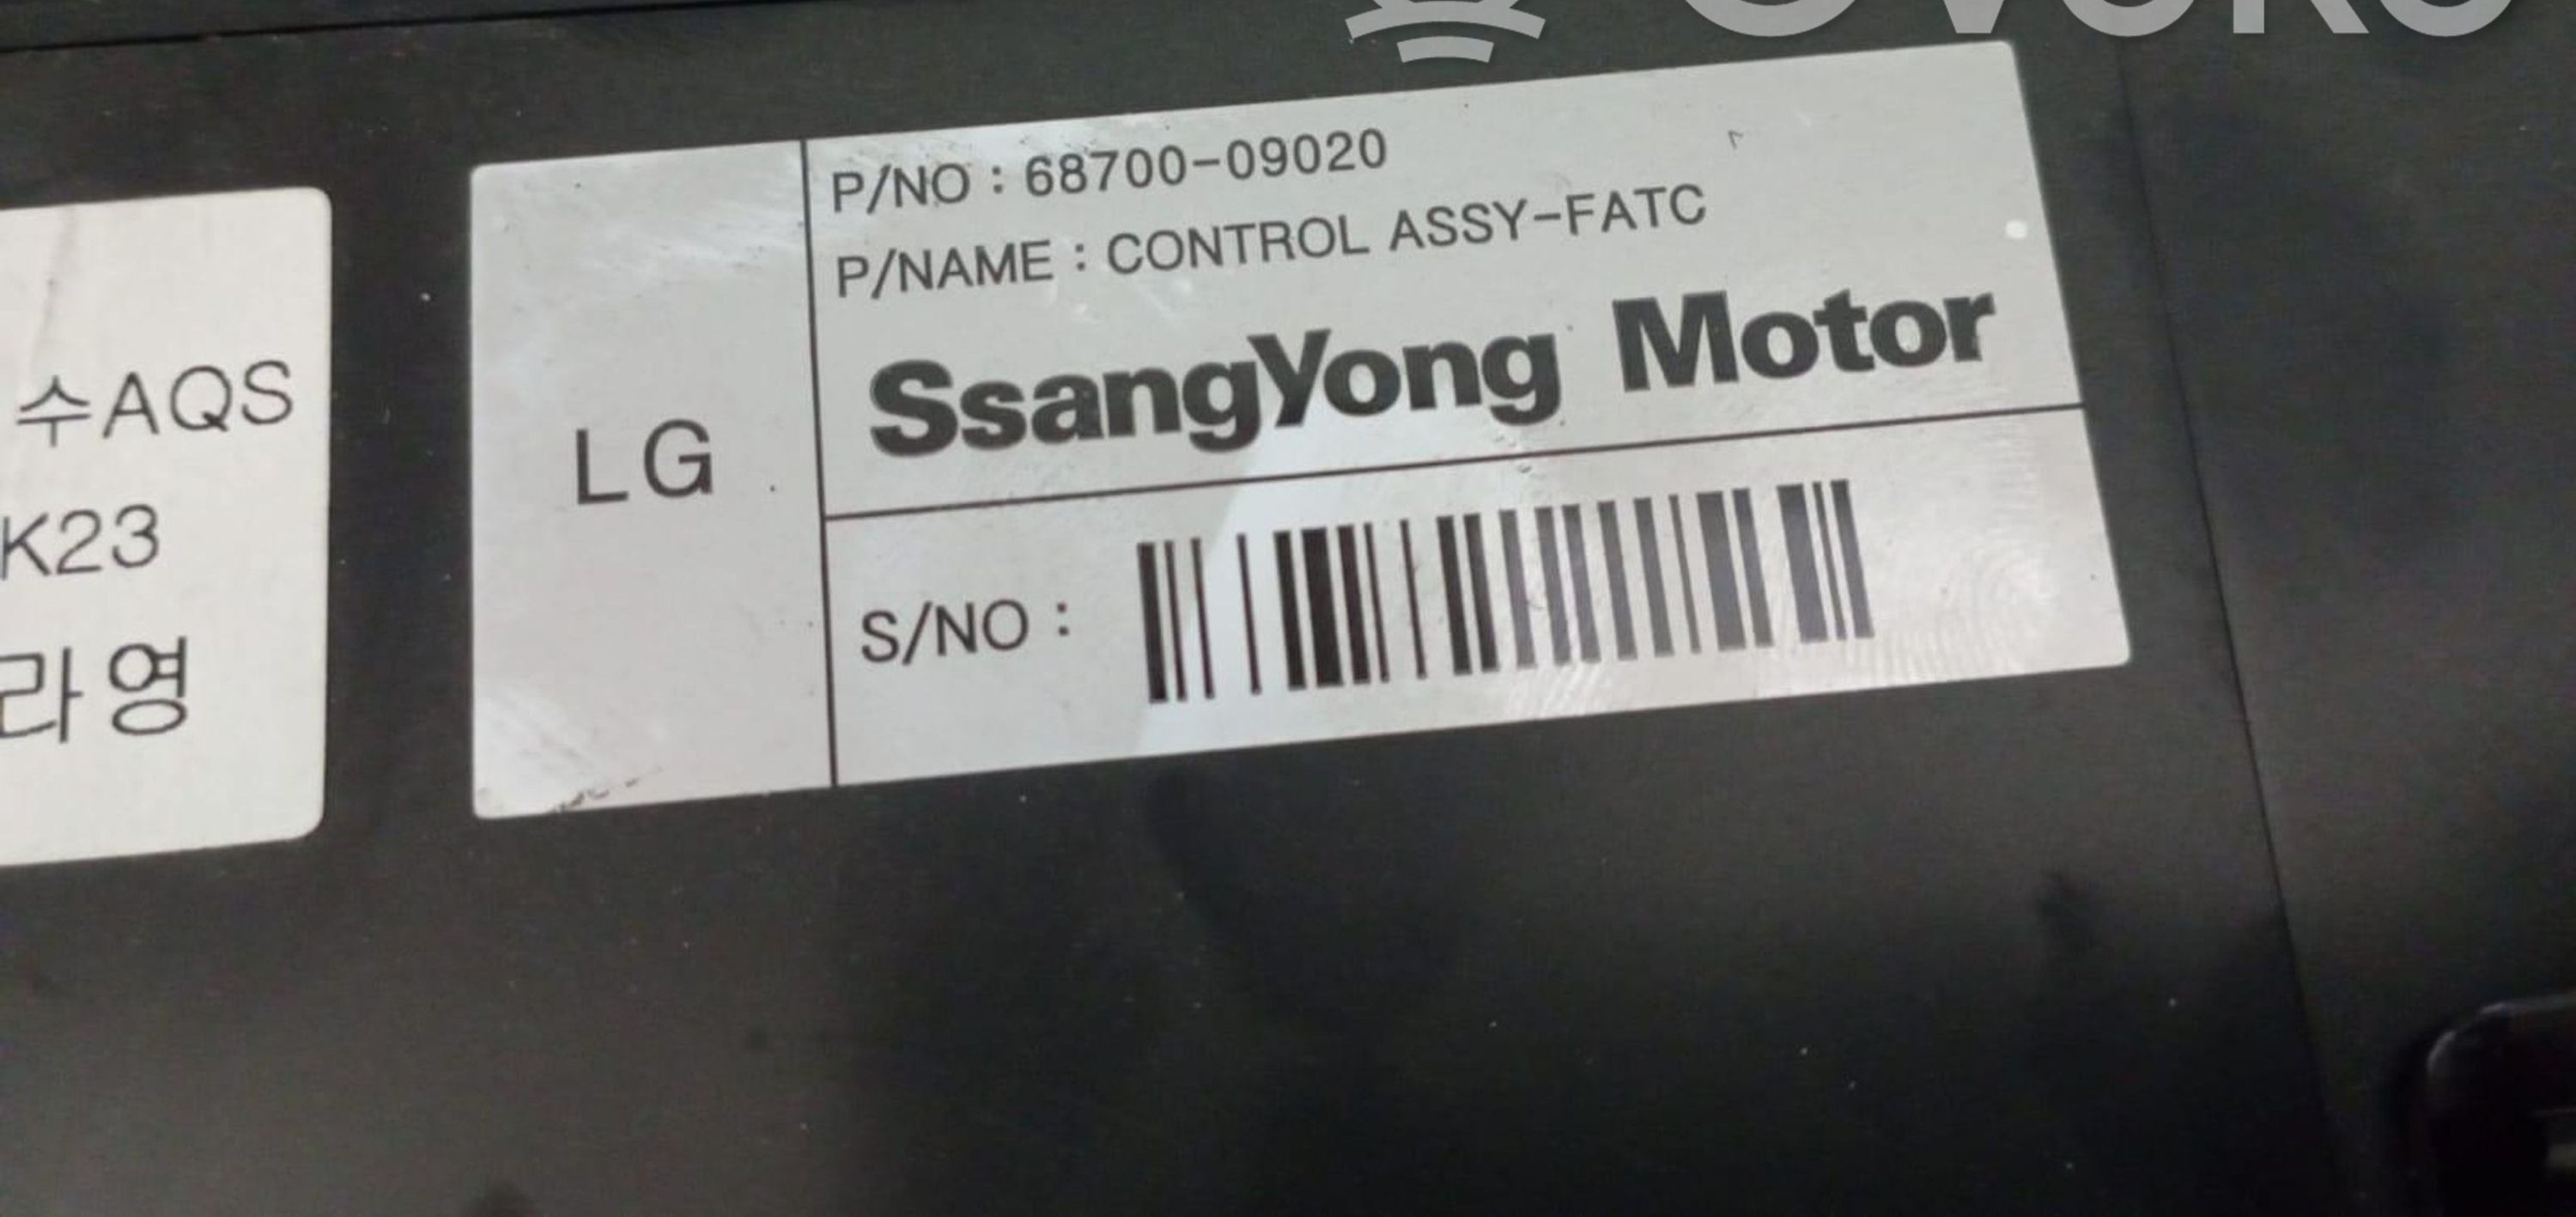 수AQS
K23
라영
LG
P/NO : 68700-09020
P/NAME : CONTROL ASSY-FATC
SsangYong Motor
S/NO :